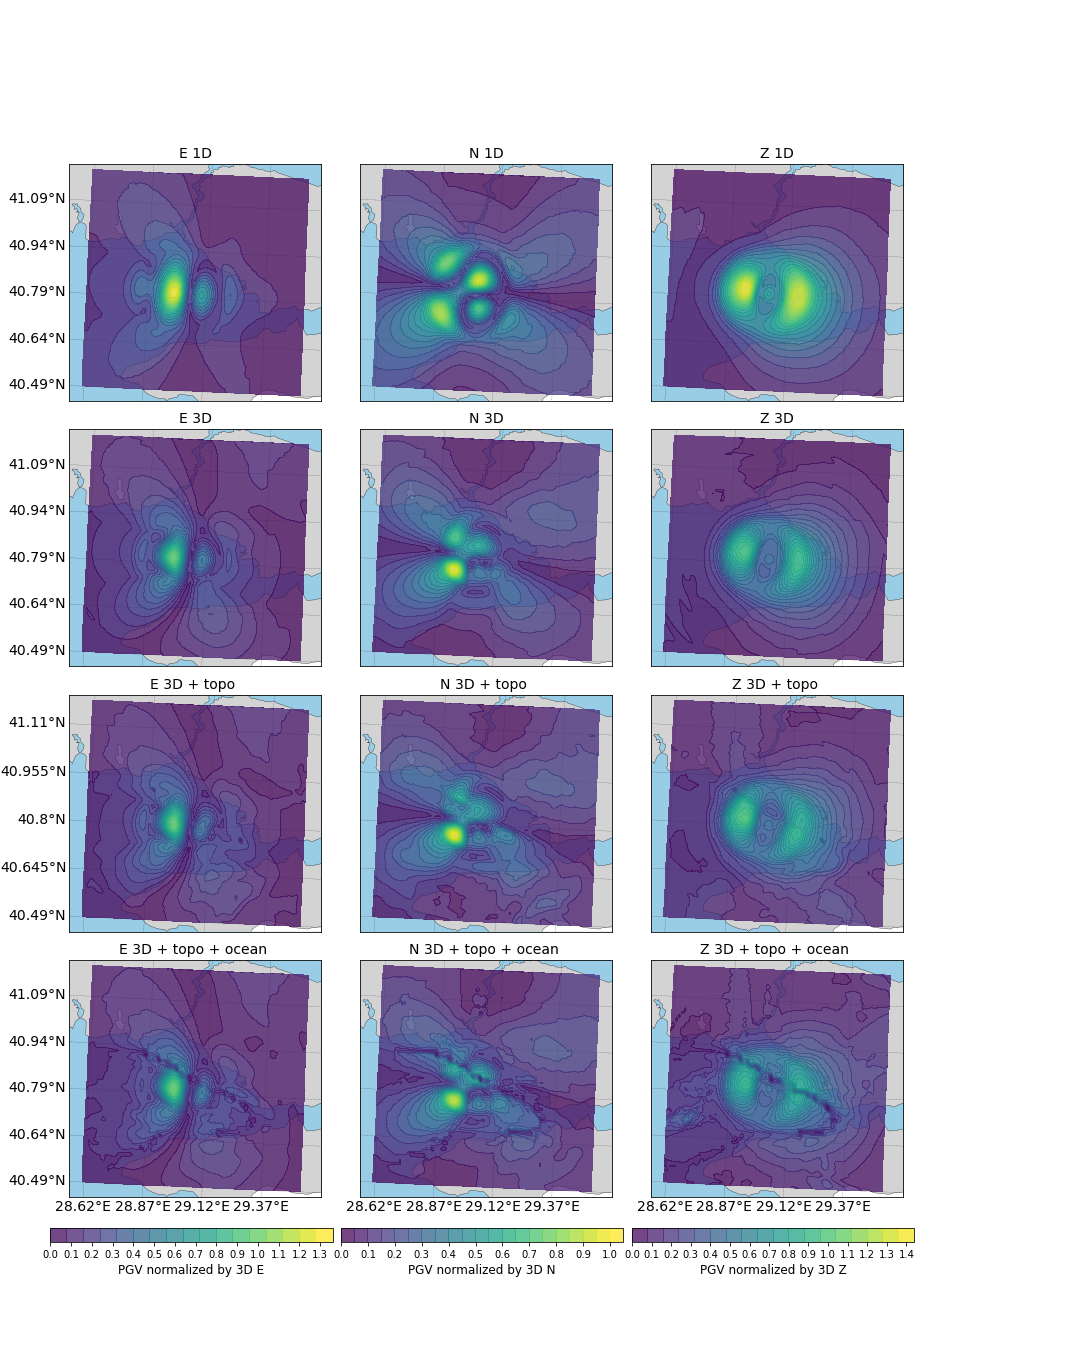 E 1D N 1D Z 1D
41.09°N
40.94°N
40.79°N
40.64°N
40.49°N
E 3D N 3D Z 3D
41.09°N
40.94°N
40.79°N
40.64°N
40.49°N
E 3D + topo N 3D + topo Z 3D + topo
41.11°N
40.955°N
40.8°N
40.645°N
40.49°N
E 3D + topo + ocean N 3D + topo + ocean Z 3D + topo + ocean
41.09°N
40.94°N
40.79°N
40.64°N
40.49°N
28.62°E 28.87°E 29.12°E 29.37°E 28.62°E 28.87°E 29.12°E 29.37°E 28.62°E 28.87°E 29.12°E 29.37°E
0.0 0.1 0.2 0.3 0.4 0.5 0.6 0.7 0.8 0.9 1.0 1.1 1.2 1.3 0.0 0.1 0.2 0.3 0.4 0.5 0.6 0.7 0.8 0.9 1.0 0.0 0.1 0.2 0.3 0.4 0.5 0.6 0.7 0.8 0.9 1.0 1.1 1.2 1.3 1.4
PGV normalized by 3D E PGV normalized by 3D N PGV normalized by 3D Z